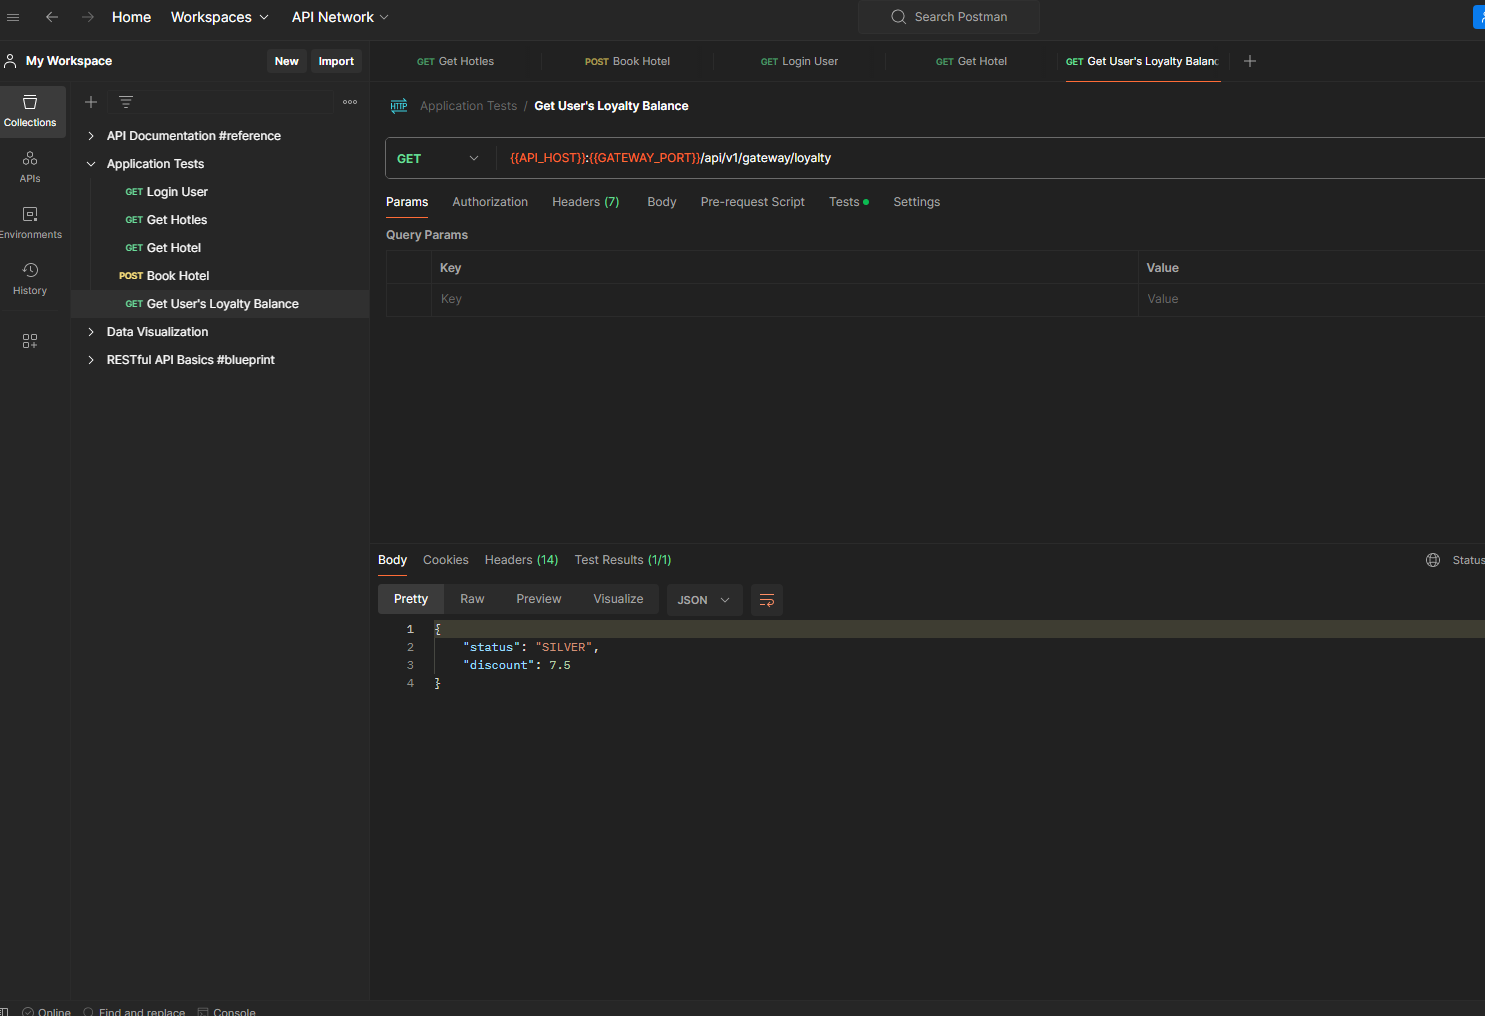 Home Workspaces API Network Search Postman
My Workspace New Import
GET Get Hotles POST Book Hotel GET Login User GET Get Hotel GET Get User's Loyalty Balanc
Collections
APIs
Environments
History
API Documentation #reference
Application Tests
GET Login User
GET Get Hotles
GET Get Hotel
POST Book Hotel
GET Get User's Loyalty Balance
Data Visualization
RESTful API Basics #blueprint
HTTP Application Tests / Get User's Loyalty Balance
GET {{API_HOST}}:{{GATEWAY_PORT}}/api/v1/gateway/loyalty
Params Authorization Headers (7) Body Pre-request Script Tests Settings
Query Params
Key Value
Key Value
Body Cookies Headers (14) Test Results (1/1) Status
Pretty Raw Preview Visualize JSON
1 {
2 "status": "SILVER",
3 "discount": 7.5
4 }
Online Find and replace Console